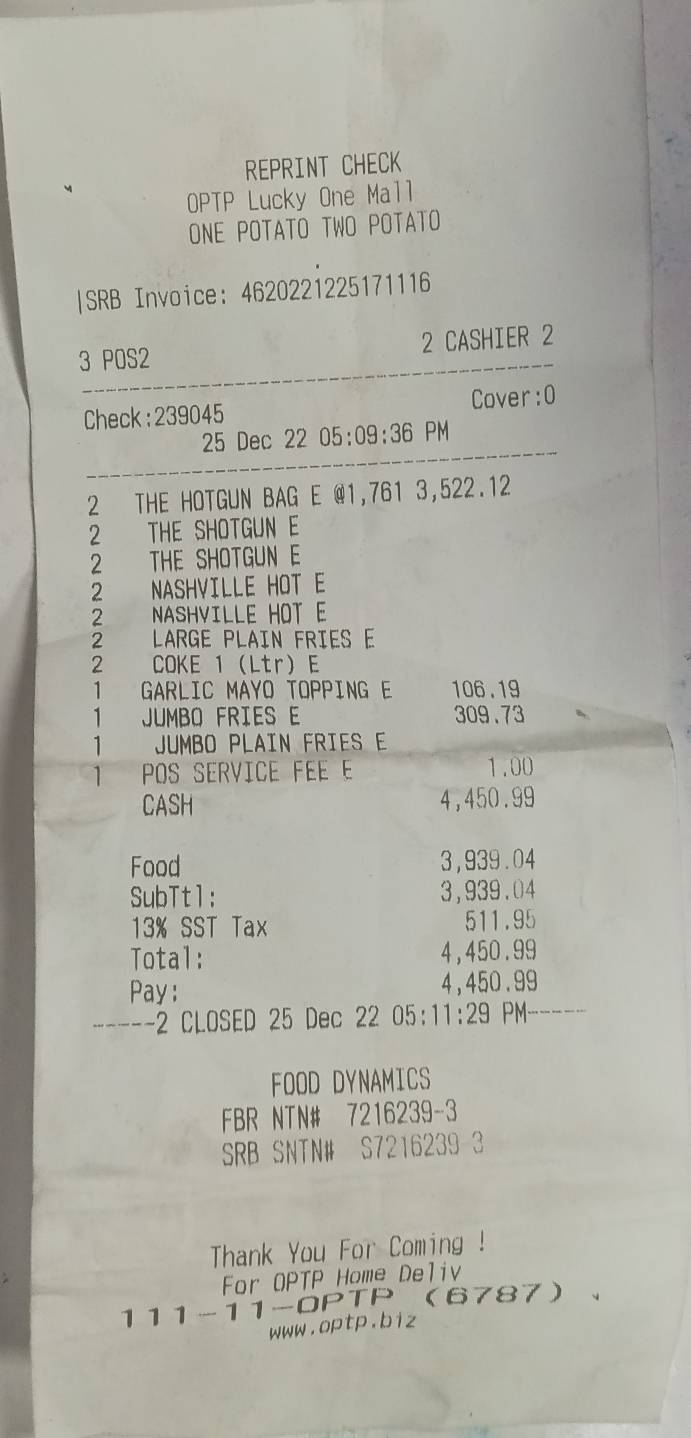 REPRINT CHECK
OPTP Lucky One Mall
ONE POTATO TWO POTATO
|SRB Invoice: 4620221225171116
3 POS2 2 CASHIER 2
Check:239045 Cover:0
25 Dec 22 05:09:36 PM
2 THE HOTGUN BAG E @1,761 3,522.12
2 THE SHOTGUN E
2 THE SHOTGUN E
2 NASHVILLE HOT E
2 NASHVILLE HOT E
2 LARGE PLAIN FRIES E
2 COKE 1 (Ltr) E
1 GARLIC MAYO TOPPING E 106.19
1 JUMBO FRIES E 309.73
1 JUMBO PLAIN FRIES E
1 POS SERVICE FEE E 1.00
CASH 4,450.99
Food 3,939.04
SubTtl: 3,939.04
13% SST Tax 511.95
Total: 4,450.99
Pay: 4,450.99
-----2 CLOSED 25 Dec 22 05:11:29 PM-----
FOOD DYNAMICS
FBR NTN# 7216239-3
SRB SNTN# S7216239 3
Thank You For Coming !
For OPTP Home Deliv
111-11-OPTP (6787)
www.optp.biz